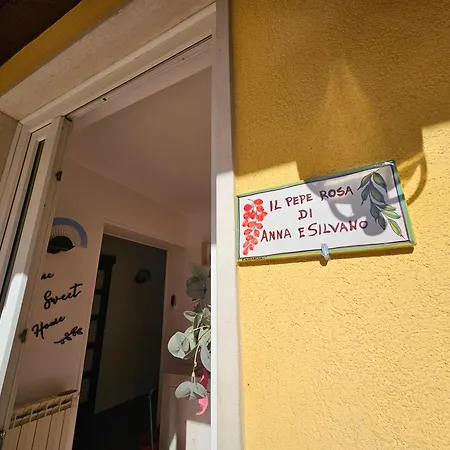 IL PEPE ROSA
DI
ANNA E SILVANO
Sweet
Home